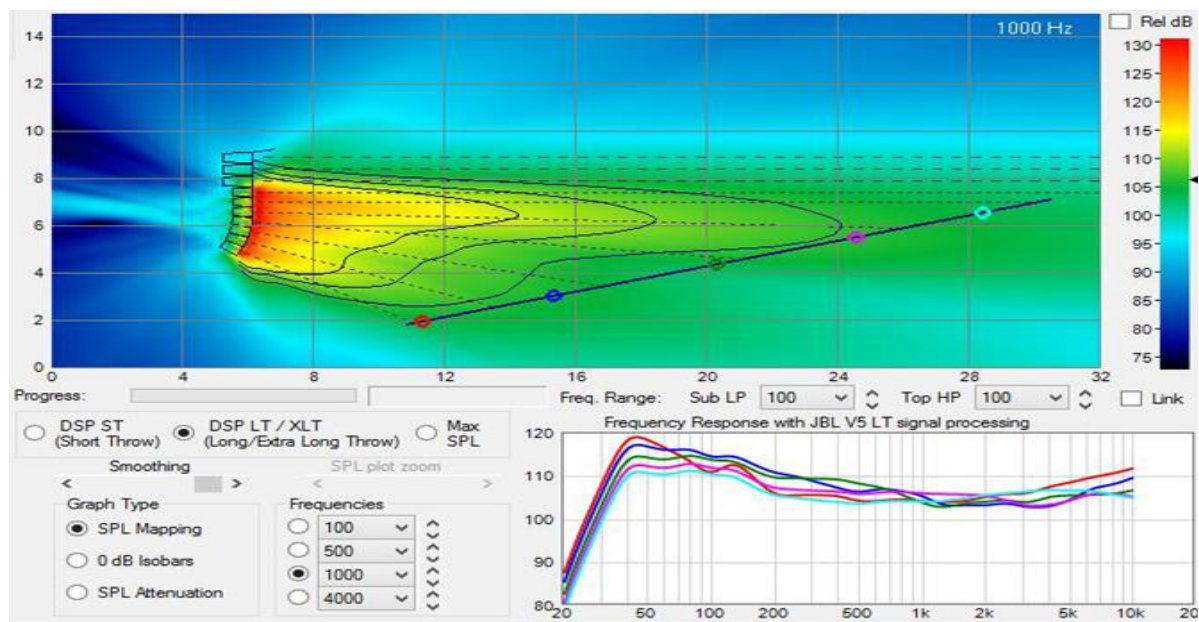 1000 Hz
Rel dB
14
12
10
8
6
4
2
0
0 4 8 12 16 20 24 28 32
130
125
120
115
110
105
100
95
90
85
80
75
Progress:
Freq. Range: Sub LP 100 Top HP 100 Link
DSP ST
(Short Throw)
DSP LT / XLT
(Long/Extra Long Throw)
Max
SPL
Smoothing
< >
SPL plot zoom
< >
Graph Type
SPL Mapping
0 dB Isobars
SPL Attenuation
Frequencies
100
500
1000
4000
Frequency Response with JBL V5 LT signal processing
120
110
100
90
80
20 50 100 200 500 1k 2k 5k 10k 20